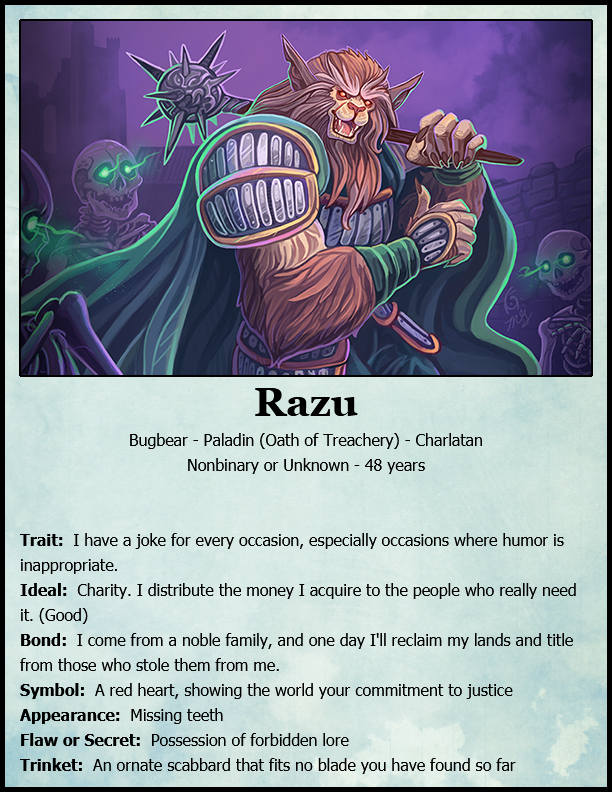 Razu
Bugbear - Paladin (Oath of Treachery) - Charlatan
Nonbinary or Unknown - 48 years
Trait: I have a joke for every occasion, especially occasions where humor is
inappropriate.
Ideal: Charity. I distribute the money I acquire to the people who really need
it. (Good)
Bond: I come from a noble family, and one day I'll reclaim my lands and title
from those who stole them from me.
Symbol: A red heart, showing the world your commitment to justice
Appearance: Missing teeth
Flaw or Secret: Possession of forbidden lore
Trinket: An ornate scabbard that fits no blade you have found so far